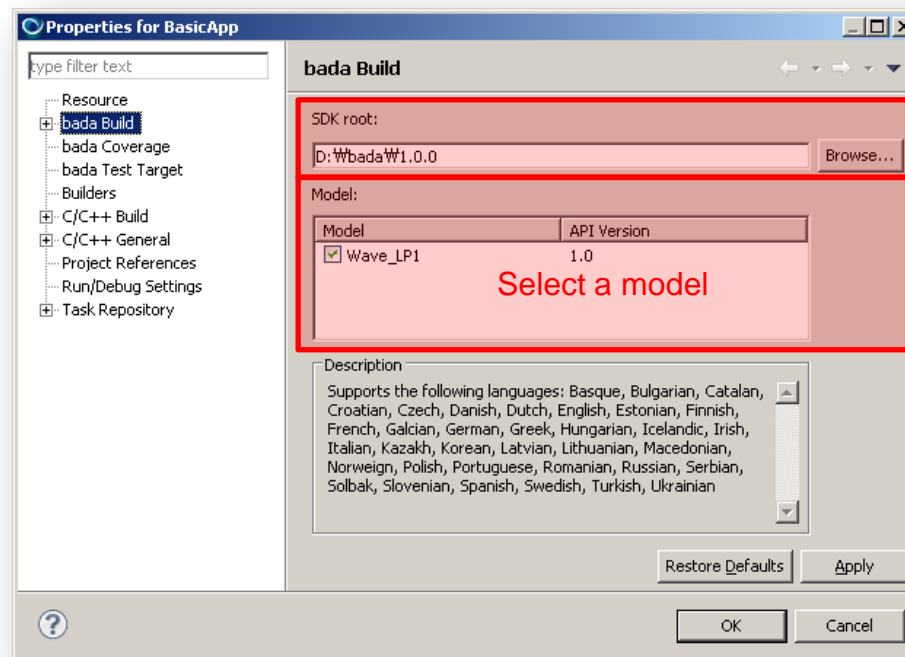 Properties for BasicApp
type filter text
Resource
bada Build
bada Coverage
bada Test Target
Builders
C/C++ Build
C/C++ General
Project References
Run/Debug Settings
Task Repository
bada Build
SDK root:
D:₩bada₩1.0.0
Browse...
Model:
Model API Version
Wave_LP1 1.0
Select a model
Description
Supports the following languages: Basque, Bulgarian, Catalan,
Croatian, Czech, Danish, Dutch, English, Estonian, Finnish,
French, Galcian, German, Greek, Hungarian, Icelandic, Irish,
Italian, Kazakh, Korean, Latvian, Lithuanian, Macedonian,
Norweign, Polish, Portuguese, Romanian, Russian, Serbian,
Solbak, Slovenian, Spanish, Swedish, Turkish, Ukrainian
Restore Defaults Apply
OK Cancel